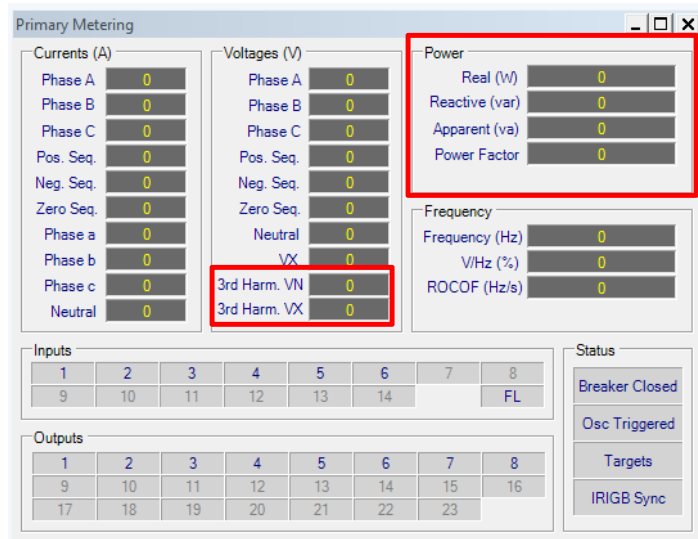 Primary Metering
Currents (A)
Phase A 0
Phase B 0
Phase C 0
Pos. Seq. 0
Neg. Seq. 0
Zero Seq. 0
Phase a 0
Phase b 0
Phase c 0
Neutral 0
Voltages (V)
Phase A 0
Phase B 0
Phase C 0
Pos. Seq. 0
Neg. Seq. 0
Zero Seq. 0
Neutral 0
VX 0
3rd Harm. VN 0
3rd Harm. VX 0
Power
Real (W) 0
Reactive (var) 0
Apparent (va) 0
Power Factor 0
Frequency
Frequency (Hz) 0
V/Hz (%) 0
ROCOF (Hz/s) 0
Inputs
1 2 3 4 5 6 7 8
9 10 11 12 13 14 FL
Outputs
1 2 3 4 5 6 7 8
9 10 11 12 13 14 15 16
17 18 19 20 21 22 23
Status
Breaker Closed
Osc Triggered
Targets
IRIGB Sync